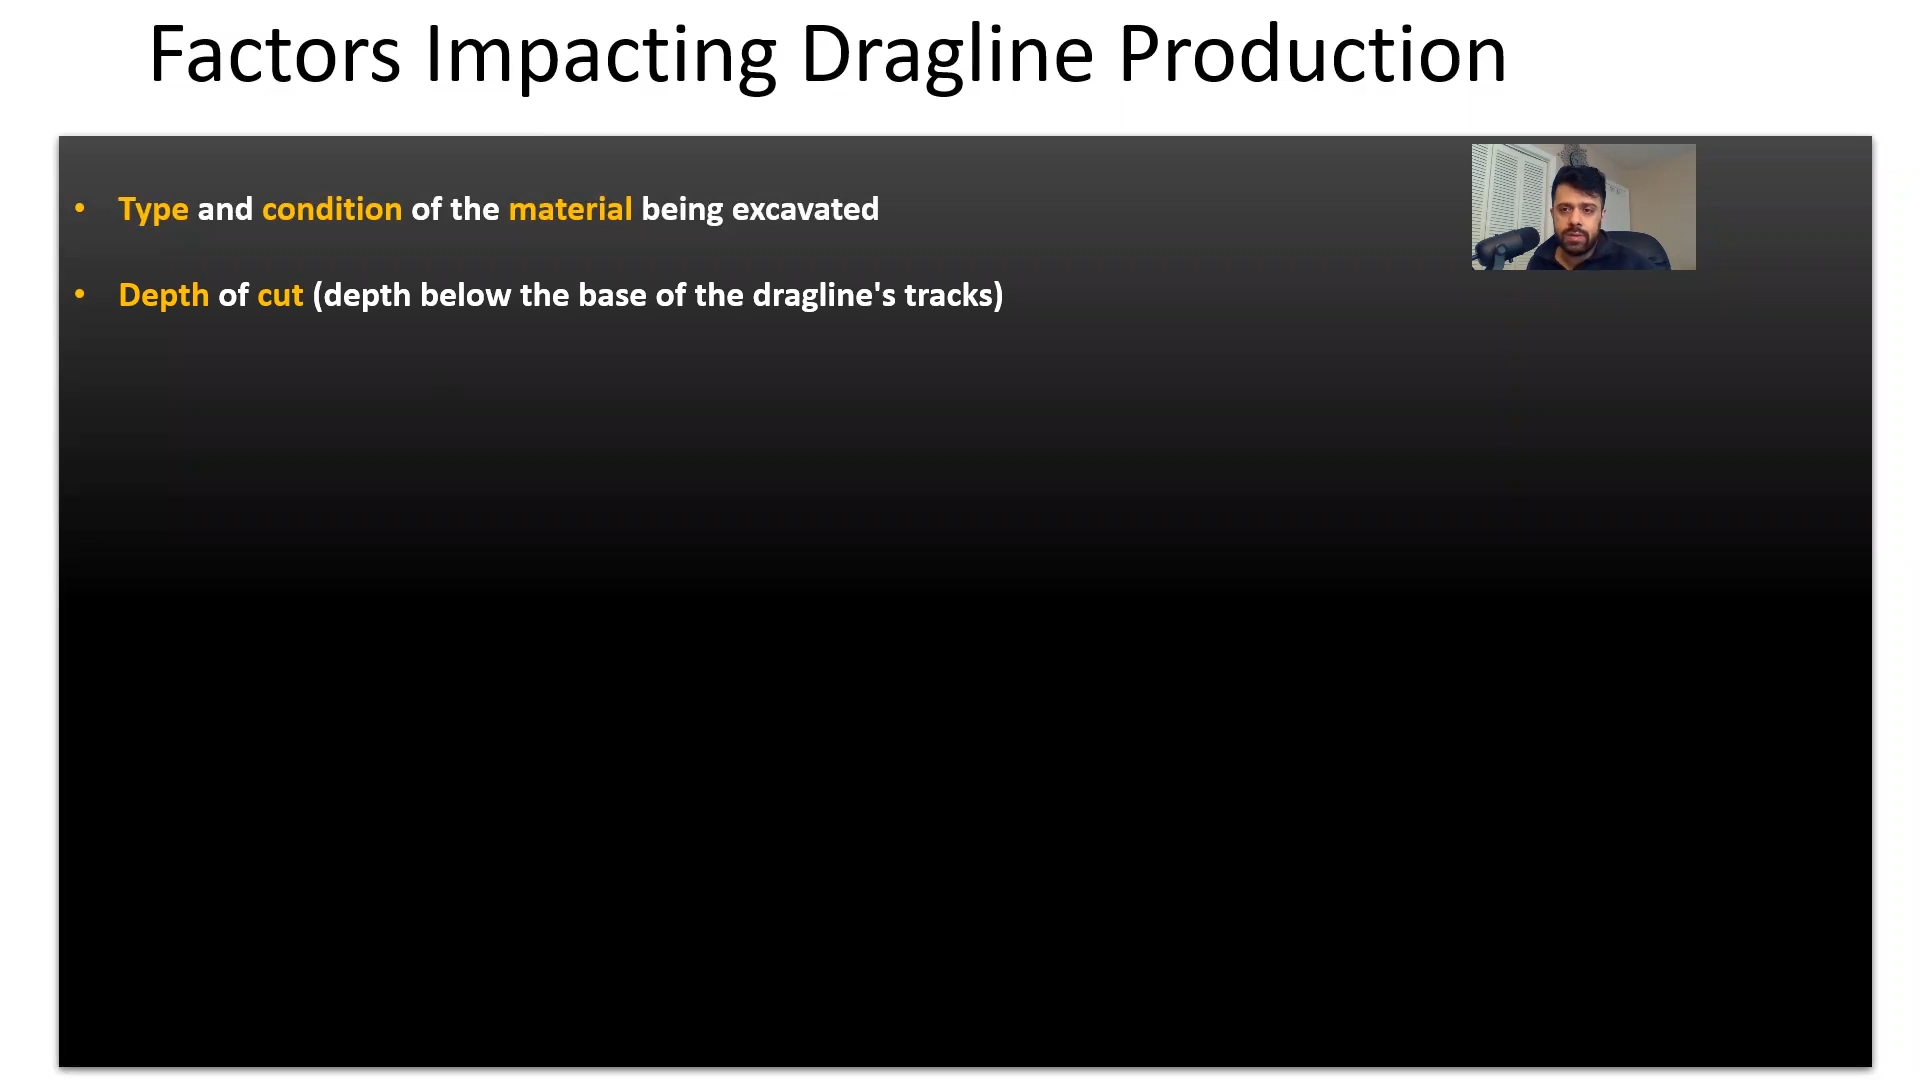 Factors Impacting Dragline Production
• Type and condition of the material being excavated
• Depth of cut (depth below the base of the dragline's tracks)